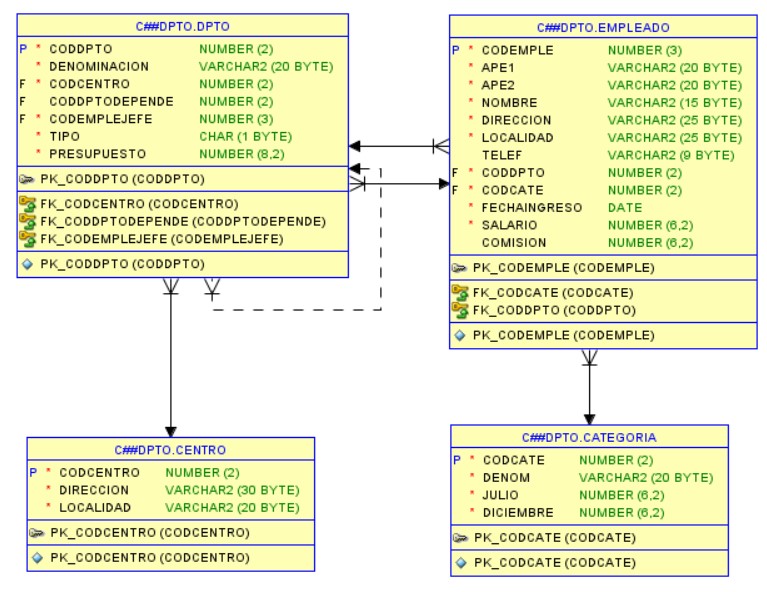 C##DPTO.DPTO
P * CODDPTO NUMBER (2)
* DENOMINACION VARCHAR2 (20 BYTE)
F * CODCENTRO NUMBER (2)
F CODDPTODEPENDE NUMBER (2)
F * CODEMPLEJEFE NUMBER (3)
* TIPO CHAR (1 BYTE)
* PRESUPUESTO NUMBER (8,2)
PK_CODDPTO (CODDPTO)
FK_CODCENTRO (CODCENTRO)
FK_CODDPTODEPENDE (CODDPTODEPENDE)
FK_CODEMPLEJEFE (CODEMPLEJEFE)
PK_CODDPTO (CODDPTO)
C##DPTO.EMPLEADO
P * CODEMPLE NUMBER (3)
* APE1 VARCHAR2 (20 BYTE)
* APE2 VARCHAR2 (20 BYTE)
* NOMBRE VARCHAR2 (15 BYTE)
* DIRECCION VARCHAR2 (25 BYTE)
* LOCALIDAD VARCHAR2 (25 BYTE)
TELEF VARCHAR2 (9 BYTE)
F * CODDPTO NUMBER (2)
F * CODCATE NUMBER (2)
* FECHAINGRESO DATE
* SALARIO NUMBER (6,2)
COMISION NUMBER (6,2)
PK_CODEMPLE (CODEMPLE)
FK_CODCATE (CODCATE)
FK_CODDPTO (CODDPTO)
PK_CODEMPLE (CODEMPLE)
C##DPTO.CENTRO
P * CODCENTRO NUMBER (2)
* DIRECCION VARCHAR2 (30 BYTE)
* LOCALIDAD VARCHAR2 (20 BYTE)
PK_CODCENTRO (CODCENTRO)
PK_CODCENTRO (CODCENTRO)
C##DPTO.CATEGORIA
P * CODCATE NUMBER (2)
* DENOM VARCHAR2 (20 BYTE)
* JULIO NUMBER (6,2)
* DICIEMBRE NUMBER (6,2)
PK_CODCATE (CODCATE)
PK_CODCATE (CODCATE)